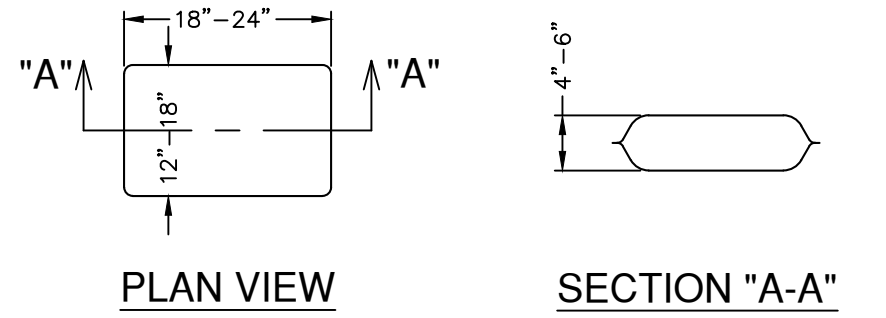 18”–24”
"A"
"A"
12”–18”
4”–6”
PLAN VIEW
SECTION "A-A"